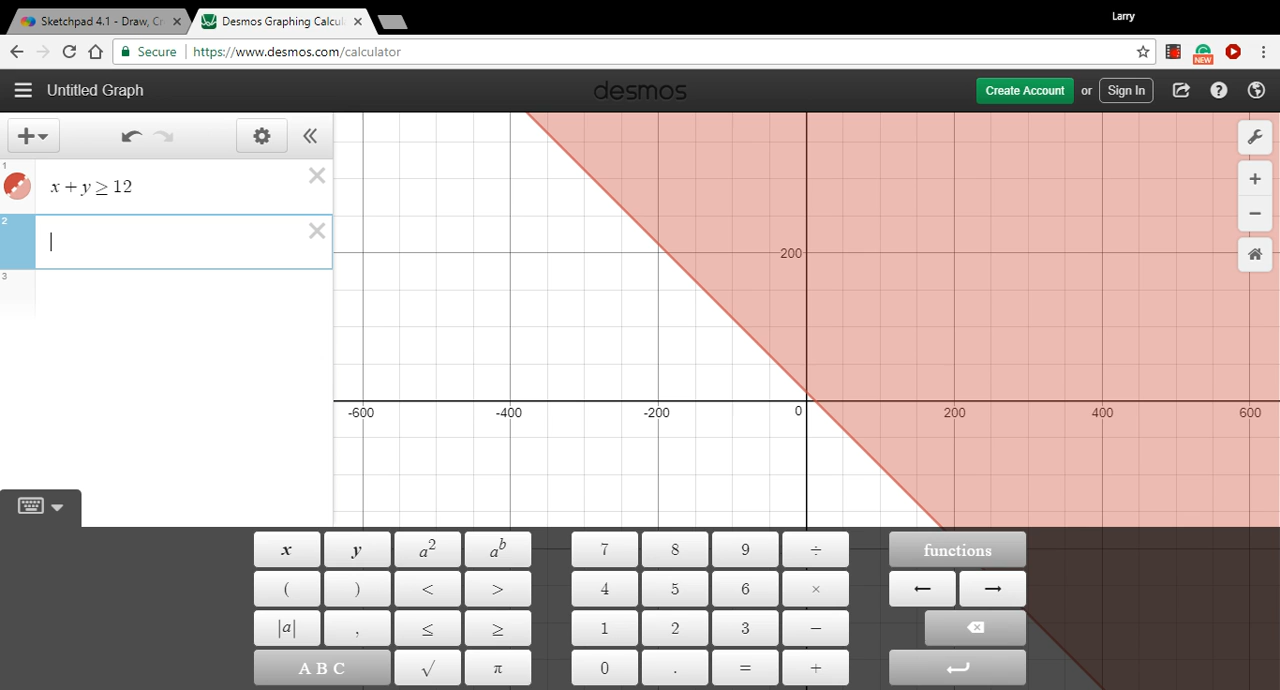 Larry
Sketchpad 4.1 - Draw, Cr
Desmos Graphing Calcul
Secure
https://www.desmos.com/calculator
NEW
Untitled Graph
desmos
Create Account or Sign In
1
x + y ≥ 12
2
3
200
-600 -400 -200 0 200 400 600
x y a² aᵇ 7 8 9 ÷ functions
( ) < > 4 5 6 × ← →
|a| , ≤ ≥ 1 2 3 −
A B C √ π 0 . = +